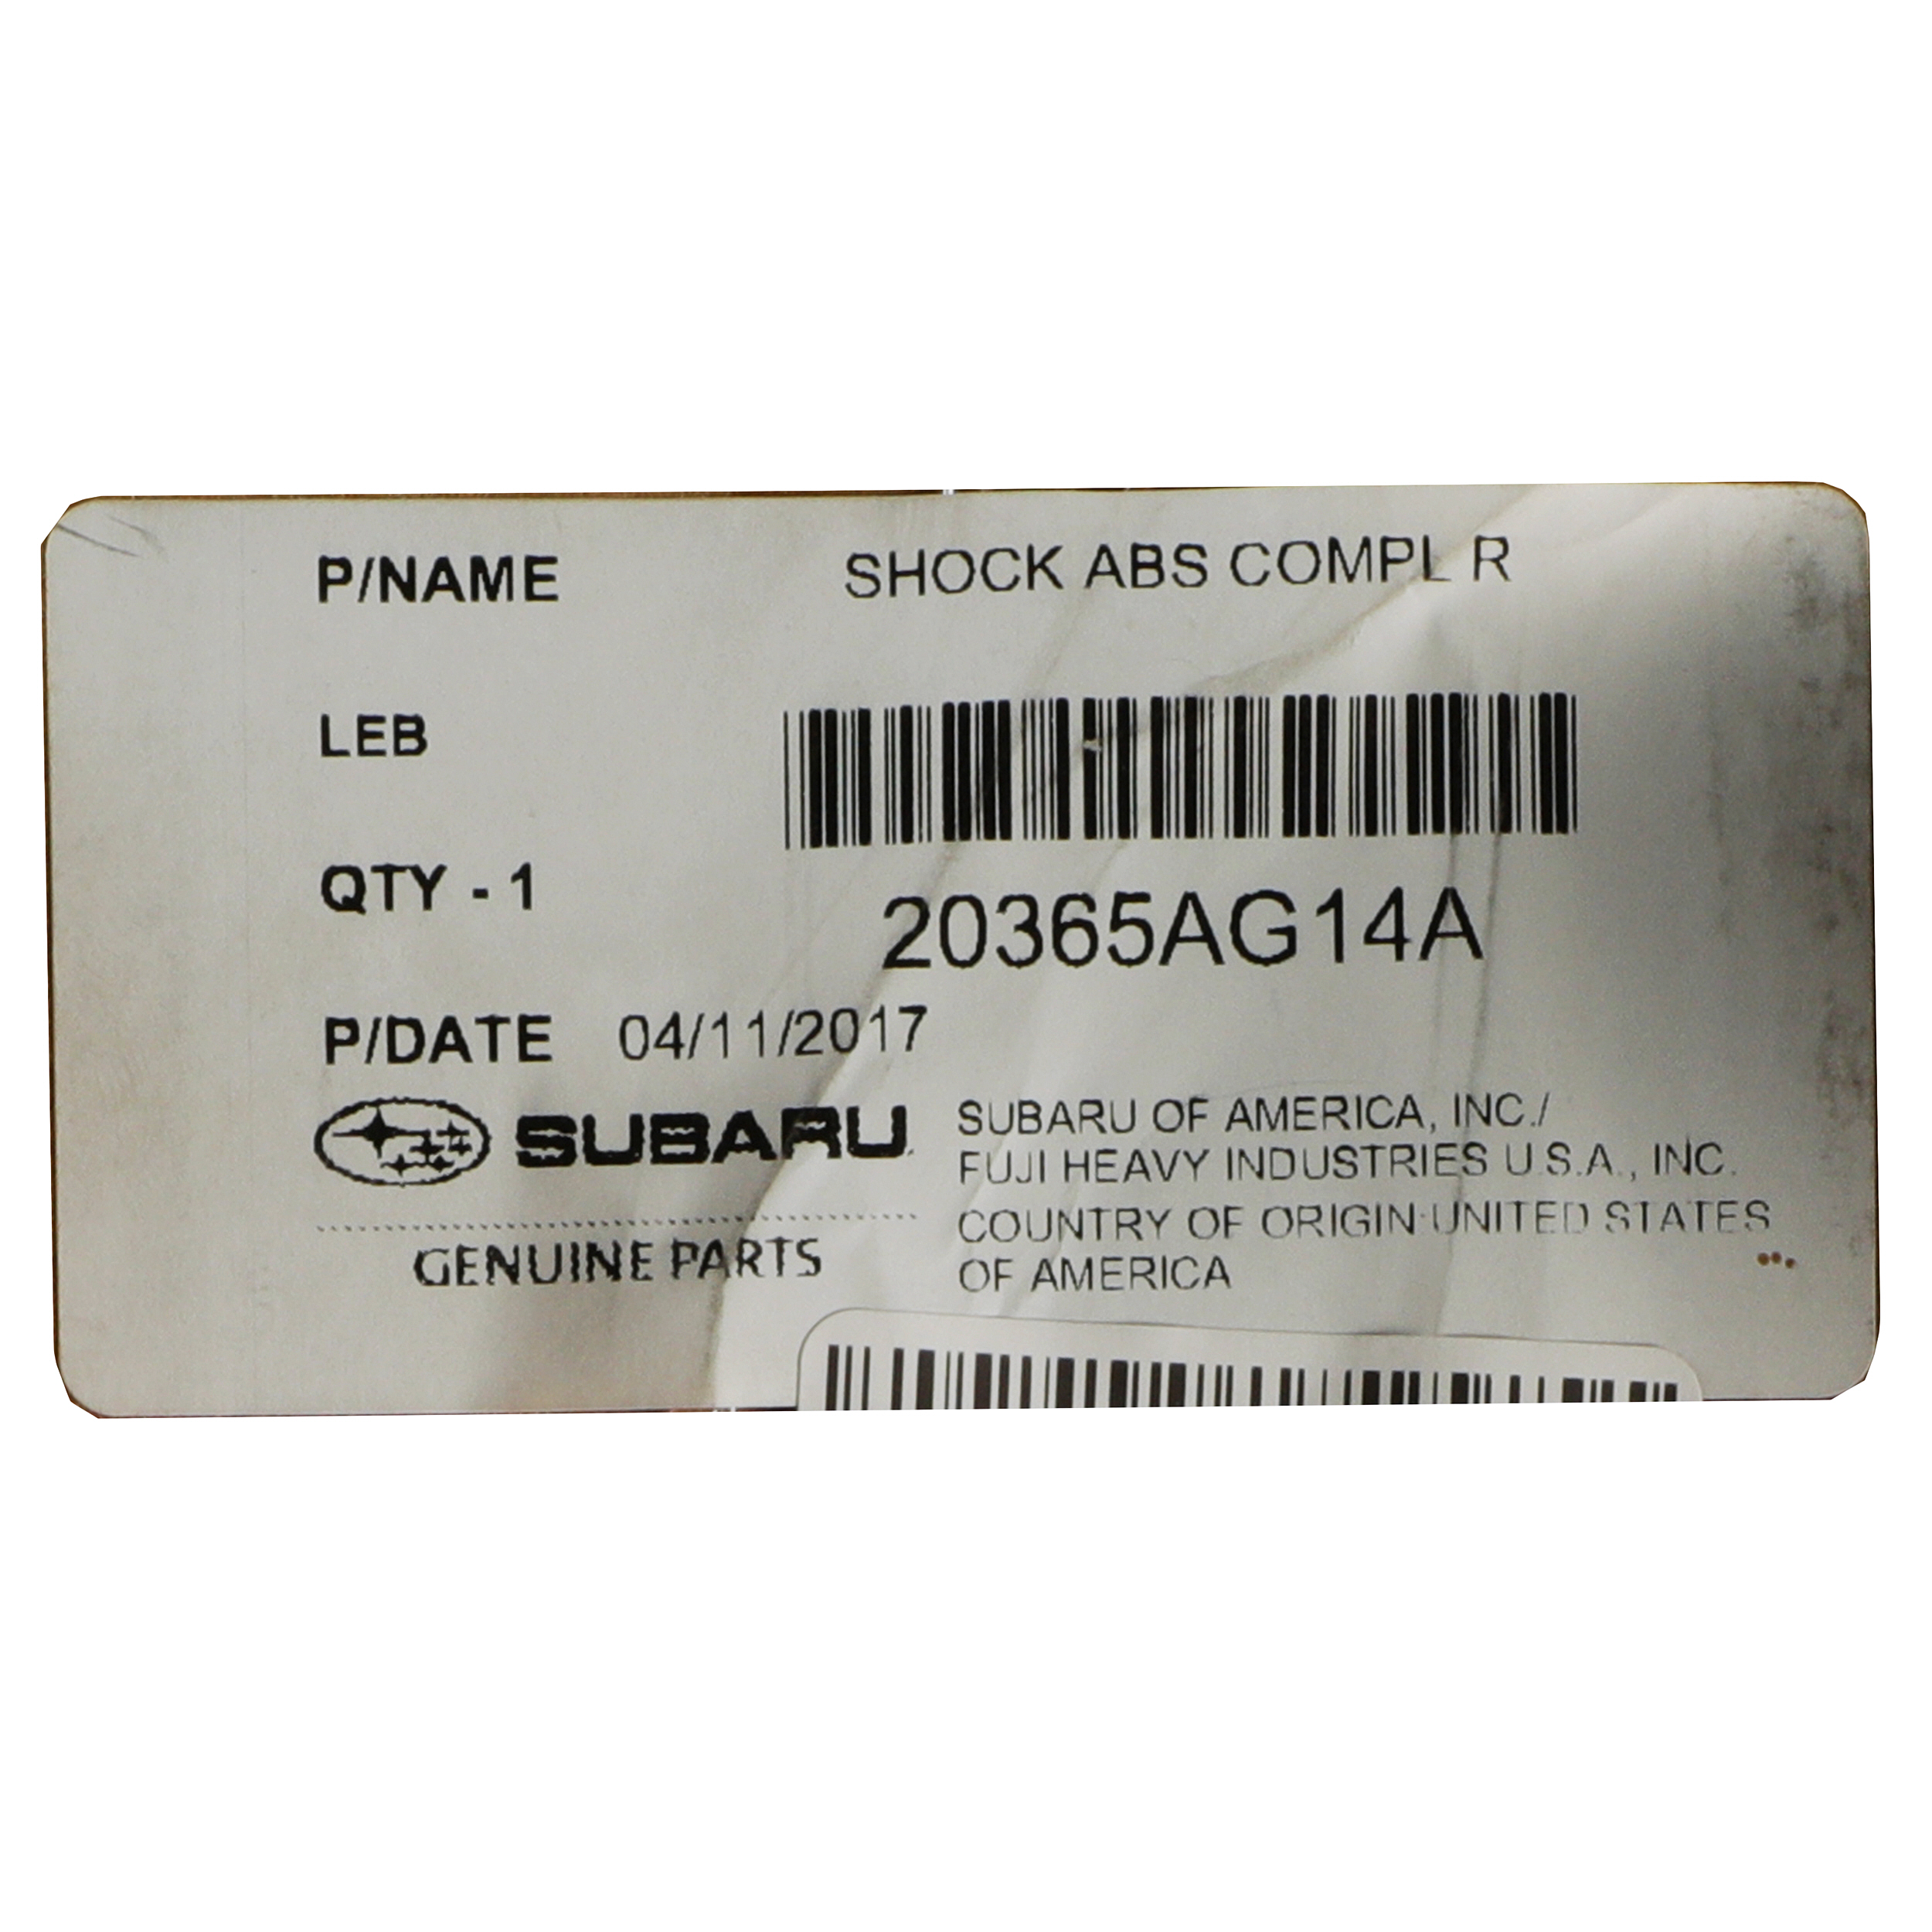 P/NAME SHOCK ABS COMPL R
LEB
QTY - 1
20365AG14A
P/DATE 04/11/2017
SUBARU
GENUINE PARTS
SUBARU OF AMERICA, INC./
FUJI HEAVY INDUSTRIES U.S.A., INC.
COUNTRY OF ORIGIN UNITED STATES
OF AMERICA